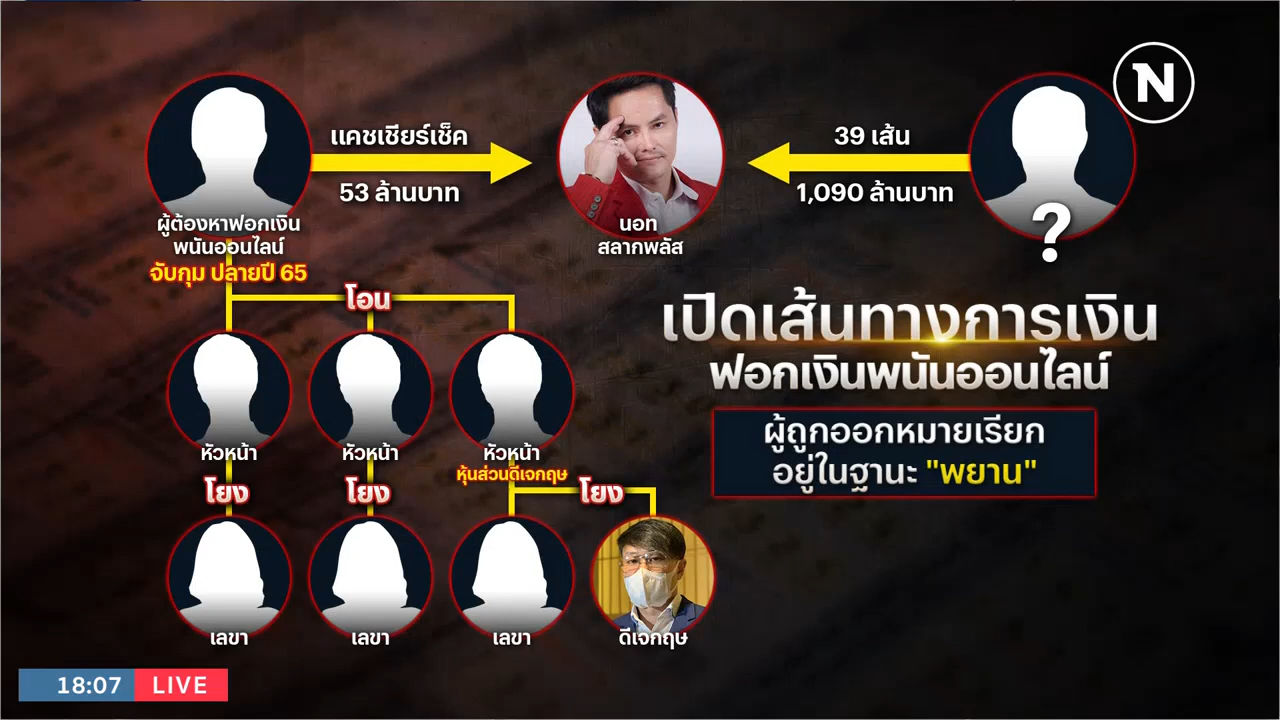 N
แคชเชียร์เช็ค
53 ล้านบาท
39 เส้น
1,090 ล้านบาท
ผู้ต้องหาฟอกเงิน
พนันออนไลน์
จับกุม ปลายปี 65
นอท
สลากพลัส
?
โอน
เปิดเส้นทางการเงิน
ฟอกเงินพนันออนไลน์
ผู้ถูกออกหมายเรียก
อยู่ในฐานะ "พยาน"
หัวหน้า
หัวหน้า
หัวหน้า
หุ้นส่วนดีเจกฤษ
โยง
โยง
โยง
เลขา
เลขา
เลขา
ดีเจกฤษ
18:07 LIVE